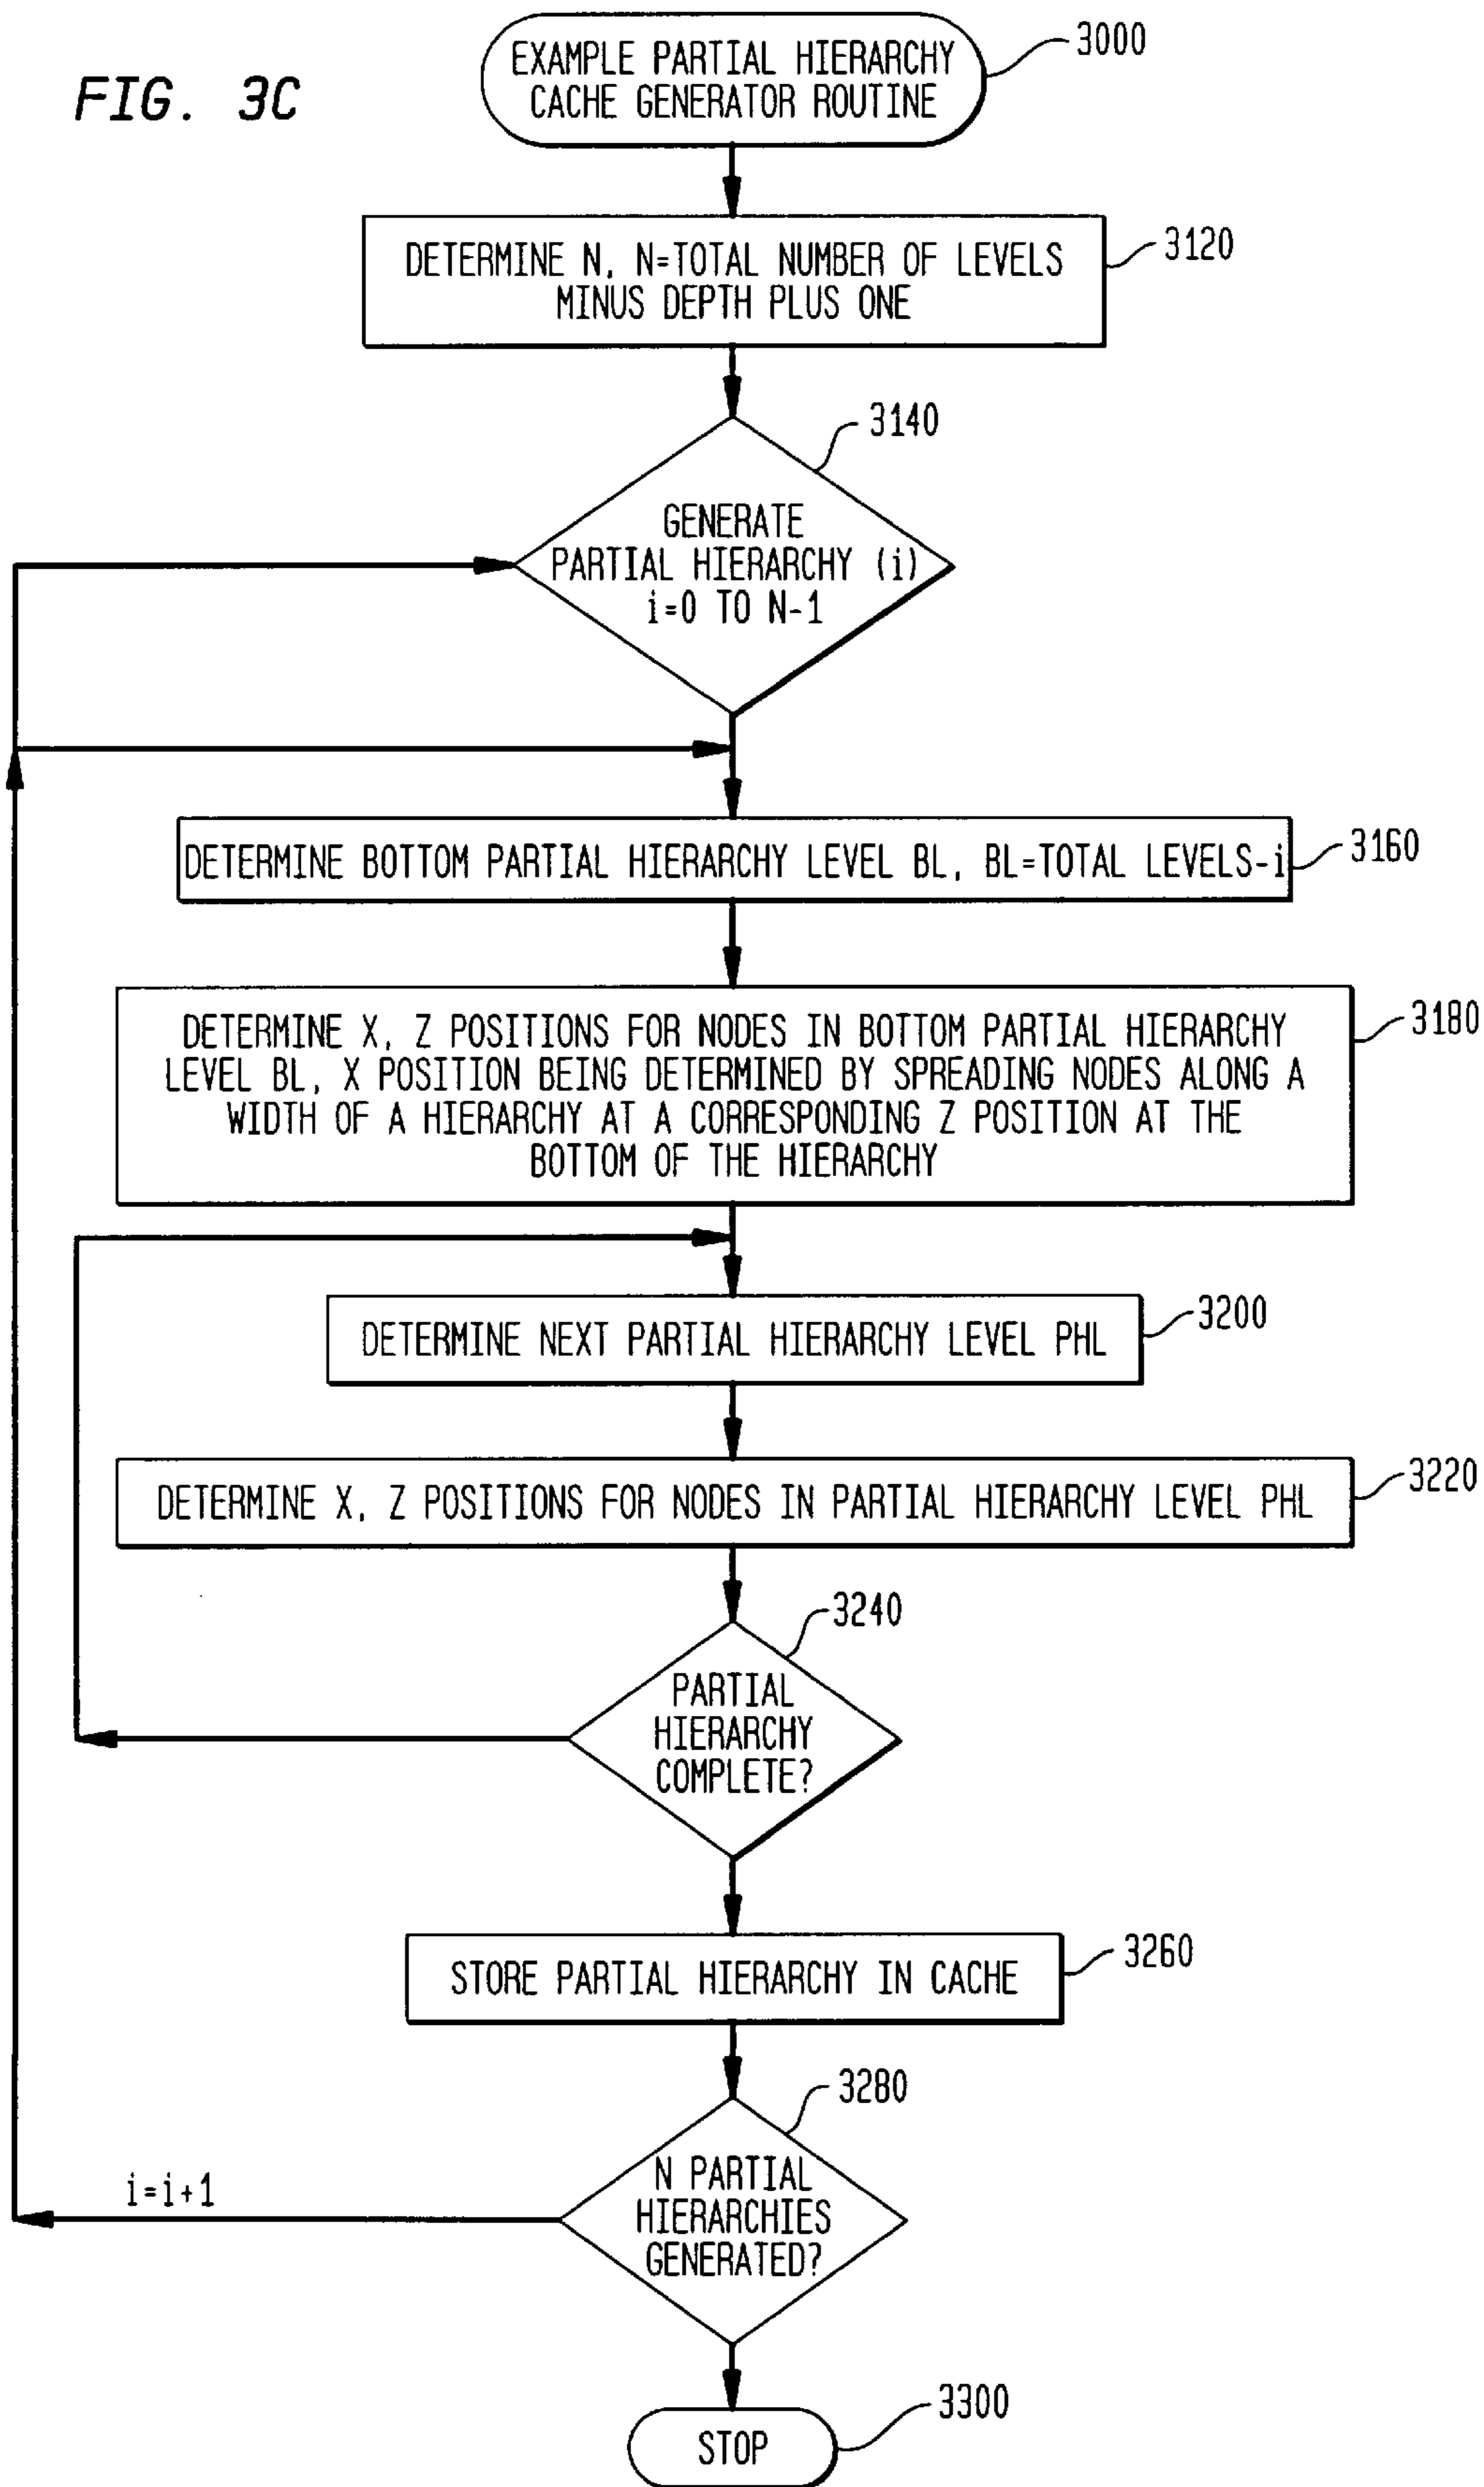 FIG. 3C
EXAMPLE PARTIAL HIERARCHY
CACHE GENERATOR ROUTINE
3000
DETERMINE N, N=TOTAL NUMBER OF LEVELS
MINUS DEPTH PLUS ONE
3120
3140
GENERATE
PARTIAL HIERARCHY (i)
i=0 TO N-1
DETERMINE BOTTOM PARTIAL HIERARCHY LEVEL BL, BL=TOTAL LEVELS-i
3160
DETERMINE X, Z POSITIONS FOR NODES IN BOTTOM PARTIAL HIERARCHY
LEVEL BL, X POSITION BEING DETERMINED BY SPREADING NODES ALONG A
WIDTH OF A HIERARCHY AT A CORRESPONDING Z POSITION AT THE
BOTTOM OF THE HIERARCHY
3180
DETERMINE NEXT PARTIAL HIERARCHY LEVEL PHL
3200
DETERMINE X, Z POSITIONS FOR NODES IN PARTIAL HIERARCHY LEVEL PHL
3220
3240
PARTIAL
HIERARCHY
COMPLETE?
STORE PARTIAL HIERARCHY IN CACHE
3260
3280
N PARTIAL
HIERARCHIES
GENERATED?
i=i+1
STOP
3300